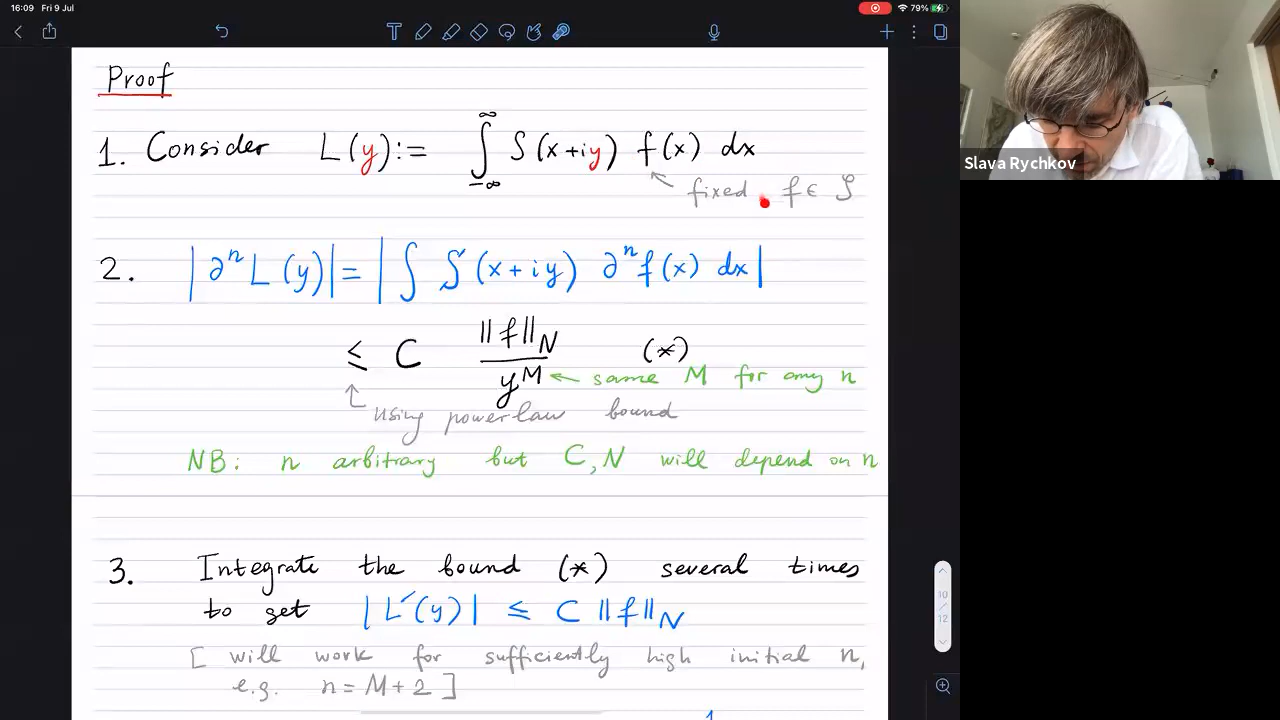 16:09 Fri 9 Jul
79%
Proof
1. Consider L(y) := ∫_{-∞}^{∞} S(x+iy) f(x) dx
fixed, f ∈ S
2. |∂ⁿ L(y)| = |∫ S(x+iy) ∂ⁿf(x) dx|
≤ C ‖f‖_N / y^M (*)
← same M for any n
using powerlaw bound
NB: n arbitrary but C, N will depend on n
3. Integrate the bound (*) several times
to get |L'(y)| ≤ C ‖f‖_N
[ will work for sufficiently high initial n,
e.g. n = M+2 ]
10 / 12
Slava Rychkov